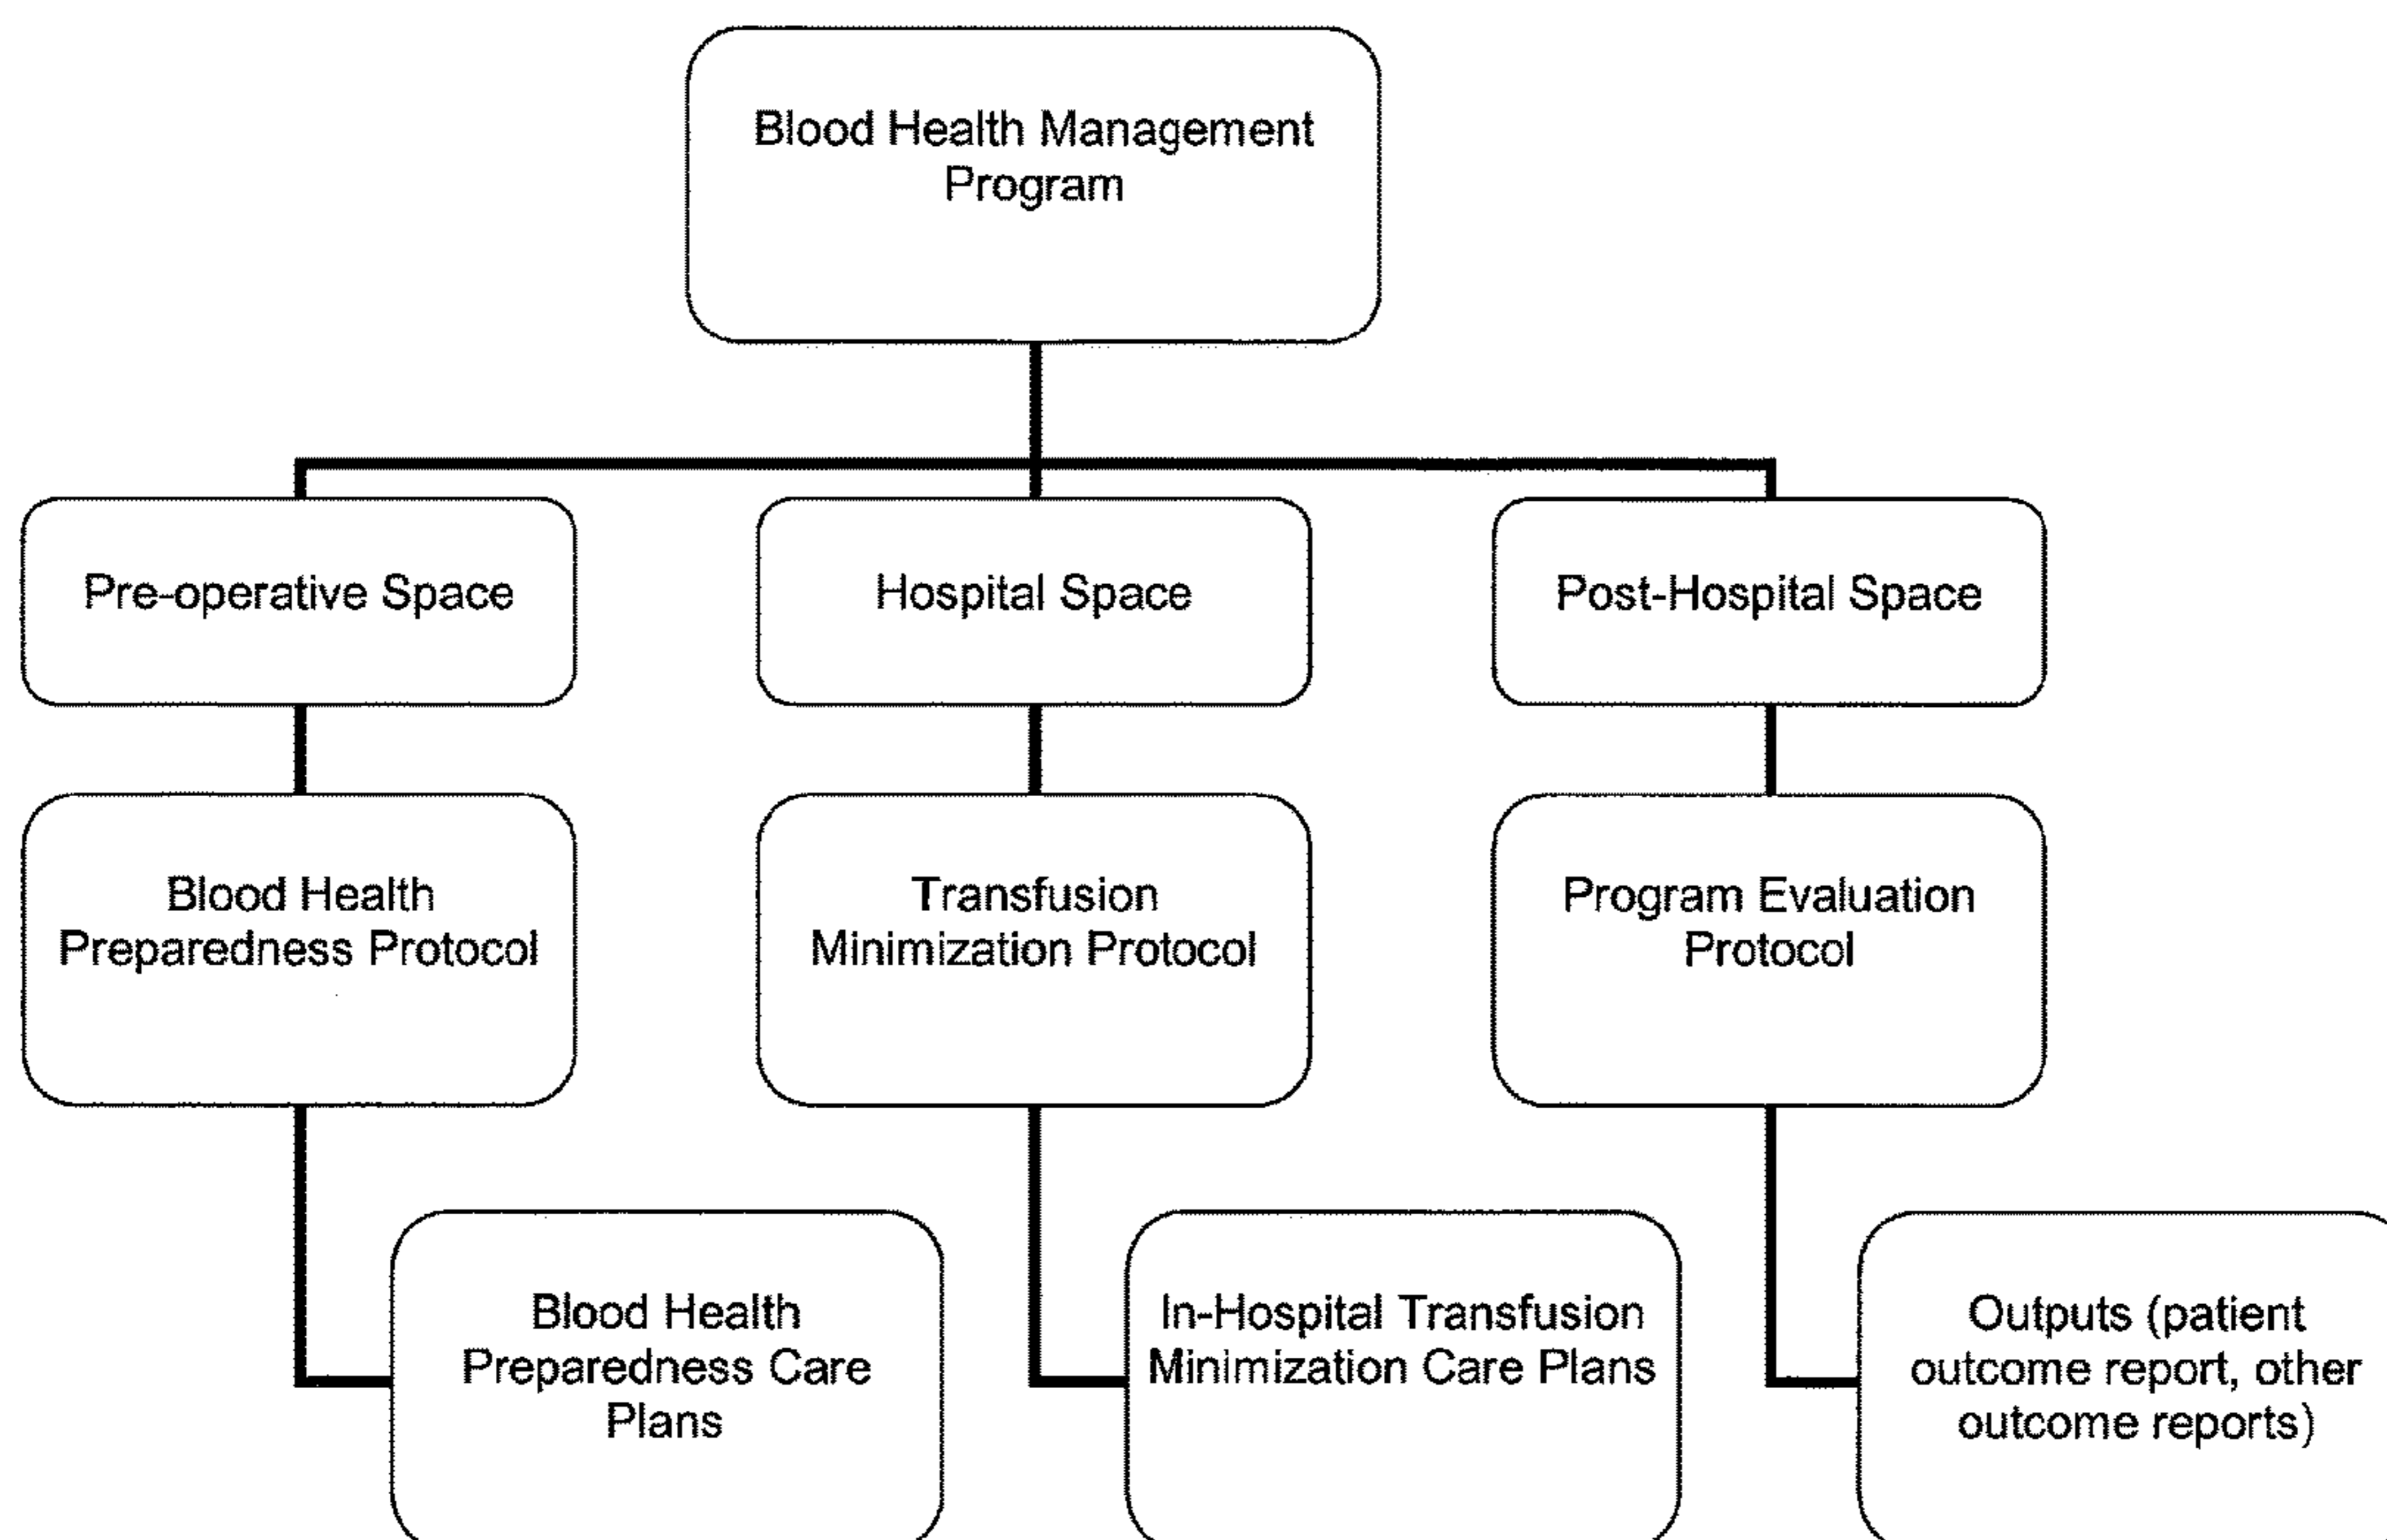 Blood Health Management
Program
Pre-operative Space
Hospital Space
Post-Hospital Space
Blood Health
Preparedness Protocol
Transfusion
Minimization Protocol
Program Evaluation
Protocol
Blood Health
Preparedness Care
Plans
In-Hospital Transfusion
Minimization Care Plans
Outputs (patient
outcome report, other
outcome reports)